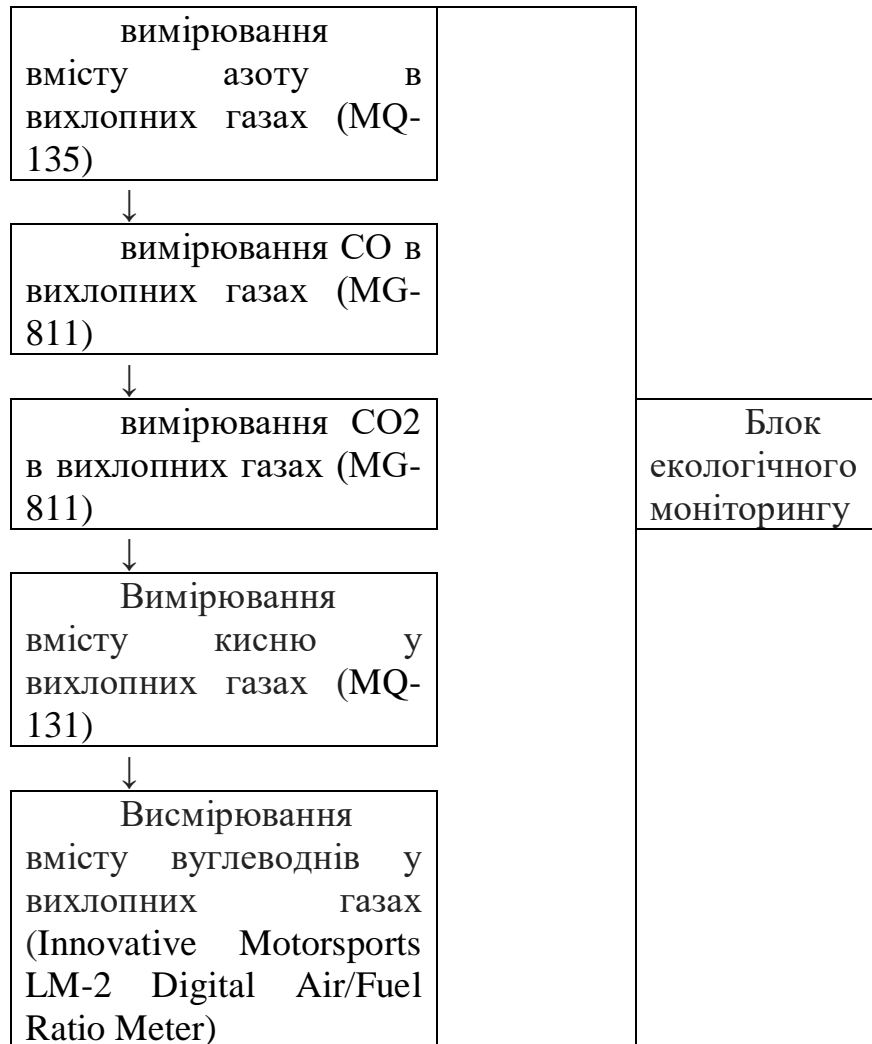 вимірювання
вмісту азоту в
вихлопних газах (MQ-
135)
↓
вимірювання СО в
вихлопних газах (MG-
811)
↓
вимірювання СО2
в вихлопних газах (MG-
811)
↓
Вимірювання
вмісту кисню у
вихлопних газах (MQ-
131)
↓
Висмірювання
вмісту вуглеводнів у
вихлопних газах
(Innovative Motorsports
LM-2 Digital Air/Fuel
Ratio Meter)
Блок
екологічного
моніторингу